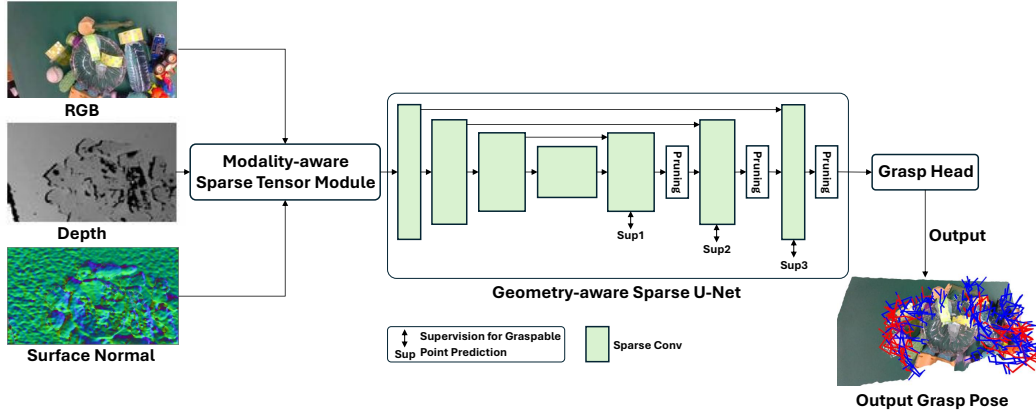 RGB
Depth
Surface Normal
Modality-aware
Sparse Tensor Module
Pruning
Pruning
Pruning
Sup1
Sup2
Sup3
Geometry-aware Sparse U-Net
Grasp Head
Output
Output Grasp Pose
Supervision for Graspable
Sup Point Prediction
Sparse Conv